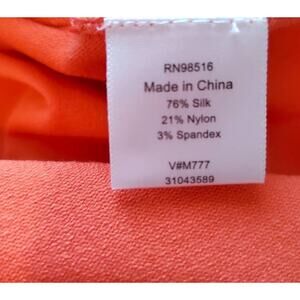 RN98516
Made in China
76% Silk
21% Nylon
3% Spandex
V#M777
31043589